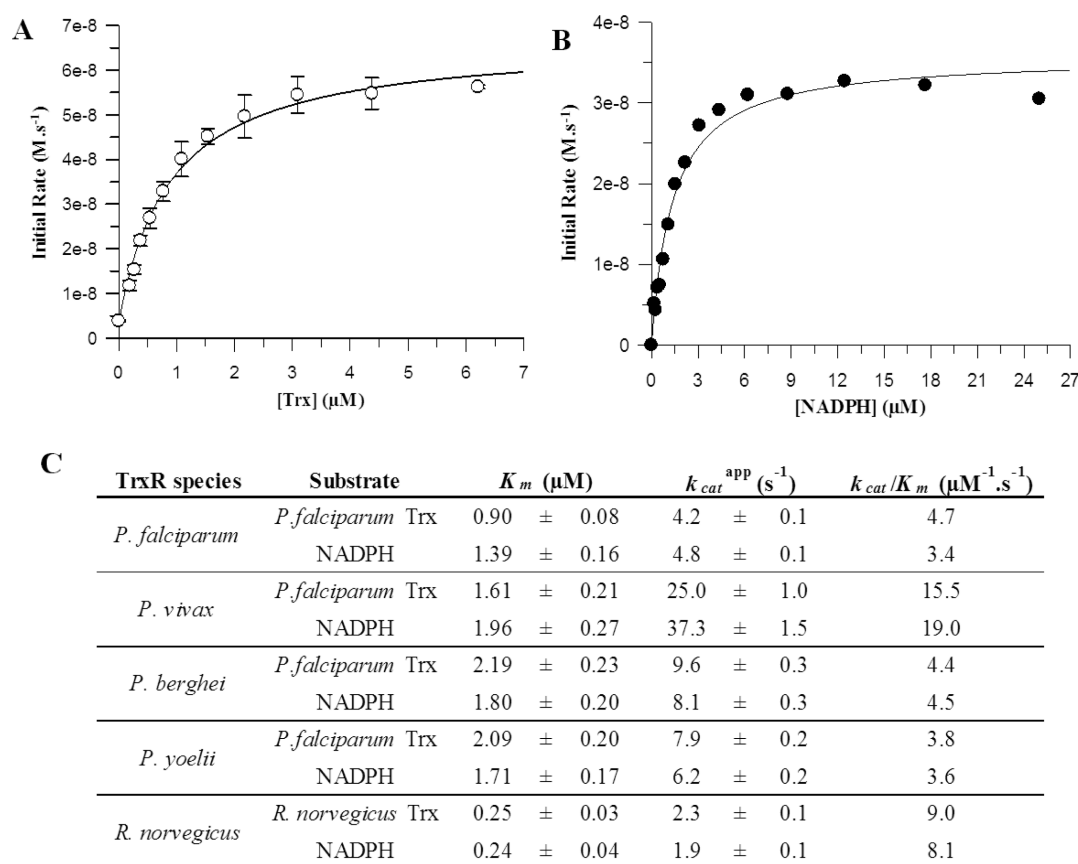 A
Initial Rate (M.s⁻¹)
7e-8
6e-8
5e-8
4e-8
3e-8
2e-8
1e-8
0
0 1 2 3 4 5 6 7
[Trx] (µM)
B
Initial Rate (M.s⁻¹)
4e-8
3e-8
2e-8
1e-8
0
0 3 6 9 12 15 18 21 24 27
[NADPH] (µM)
C
TrxR species Substrate K m (µM) k cat app (s⁻¹) k cat /K m (µM⁻¹.s⁻¹)
P. falciparum P.falciparum Trx 0.90 ± 0.08 4.2 ± 0.1 4.7
NADPH 1.39 ± 0.16 4.8 ± 0.1 3.4
P. vivax P.falciparum Trx 1.61 ± 0.21 25.0 ± 1.0 15.5
NADPH 1.96 ± 0.27 37.3 ± 1.5 19.0
P. berghei P.falciparum Trx 2.19 ± 0.23 9.6 ± 0.3 4.4
NADPH 1.80 ± 0.20 8.1 ± 0.3 4.5
P. yoelii P.falciparum Trx 2.09 ± 0.20 7.9 ± 0.2 3.8
NADPH 1.71 ± 0.17 6.2 ± 0.2 3.6
R. norvegicus R. norvegicus Trx 0.25 ± 0.03 2.3 ± 0.1 9.0
NADPH 0.24 ± 0.04 1.9 ± 0.1 8.1